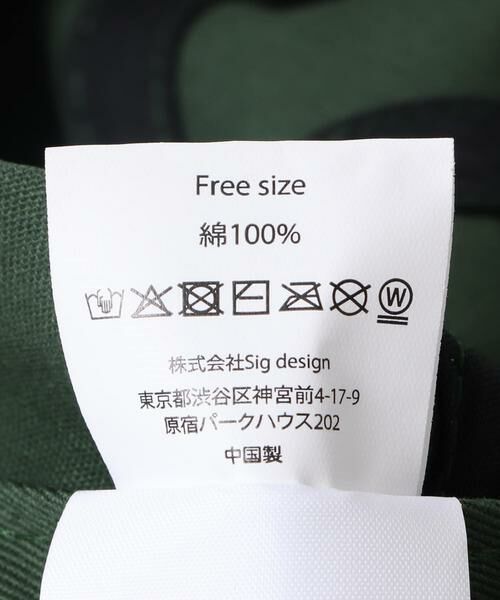 Free size
綿100%
W
株式会社Sig design
東京都渋谷区神宮前4-17-9
原宿パークハウス202
中国製